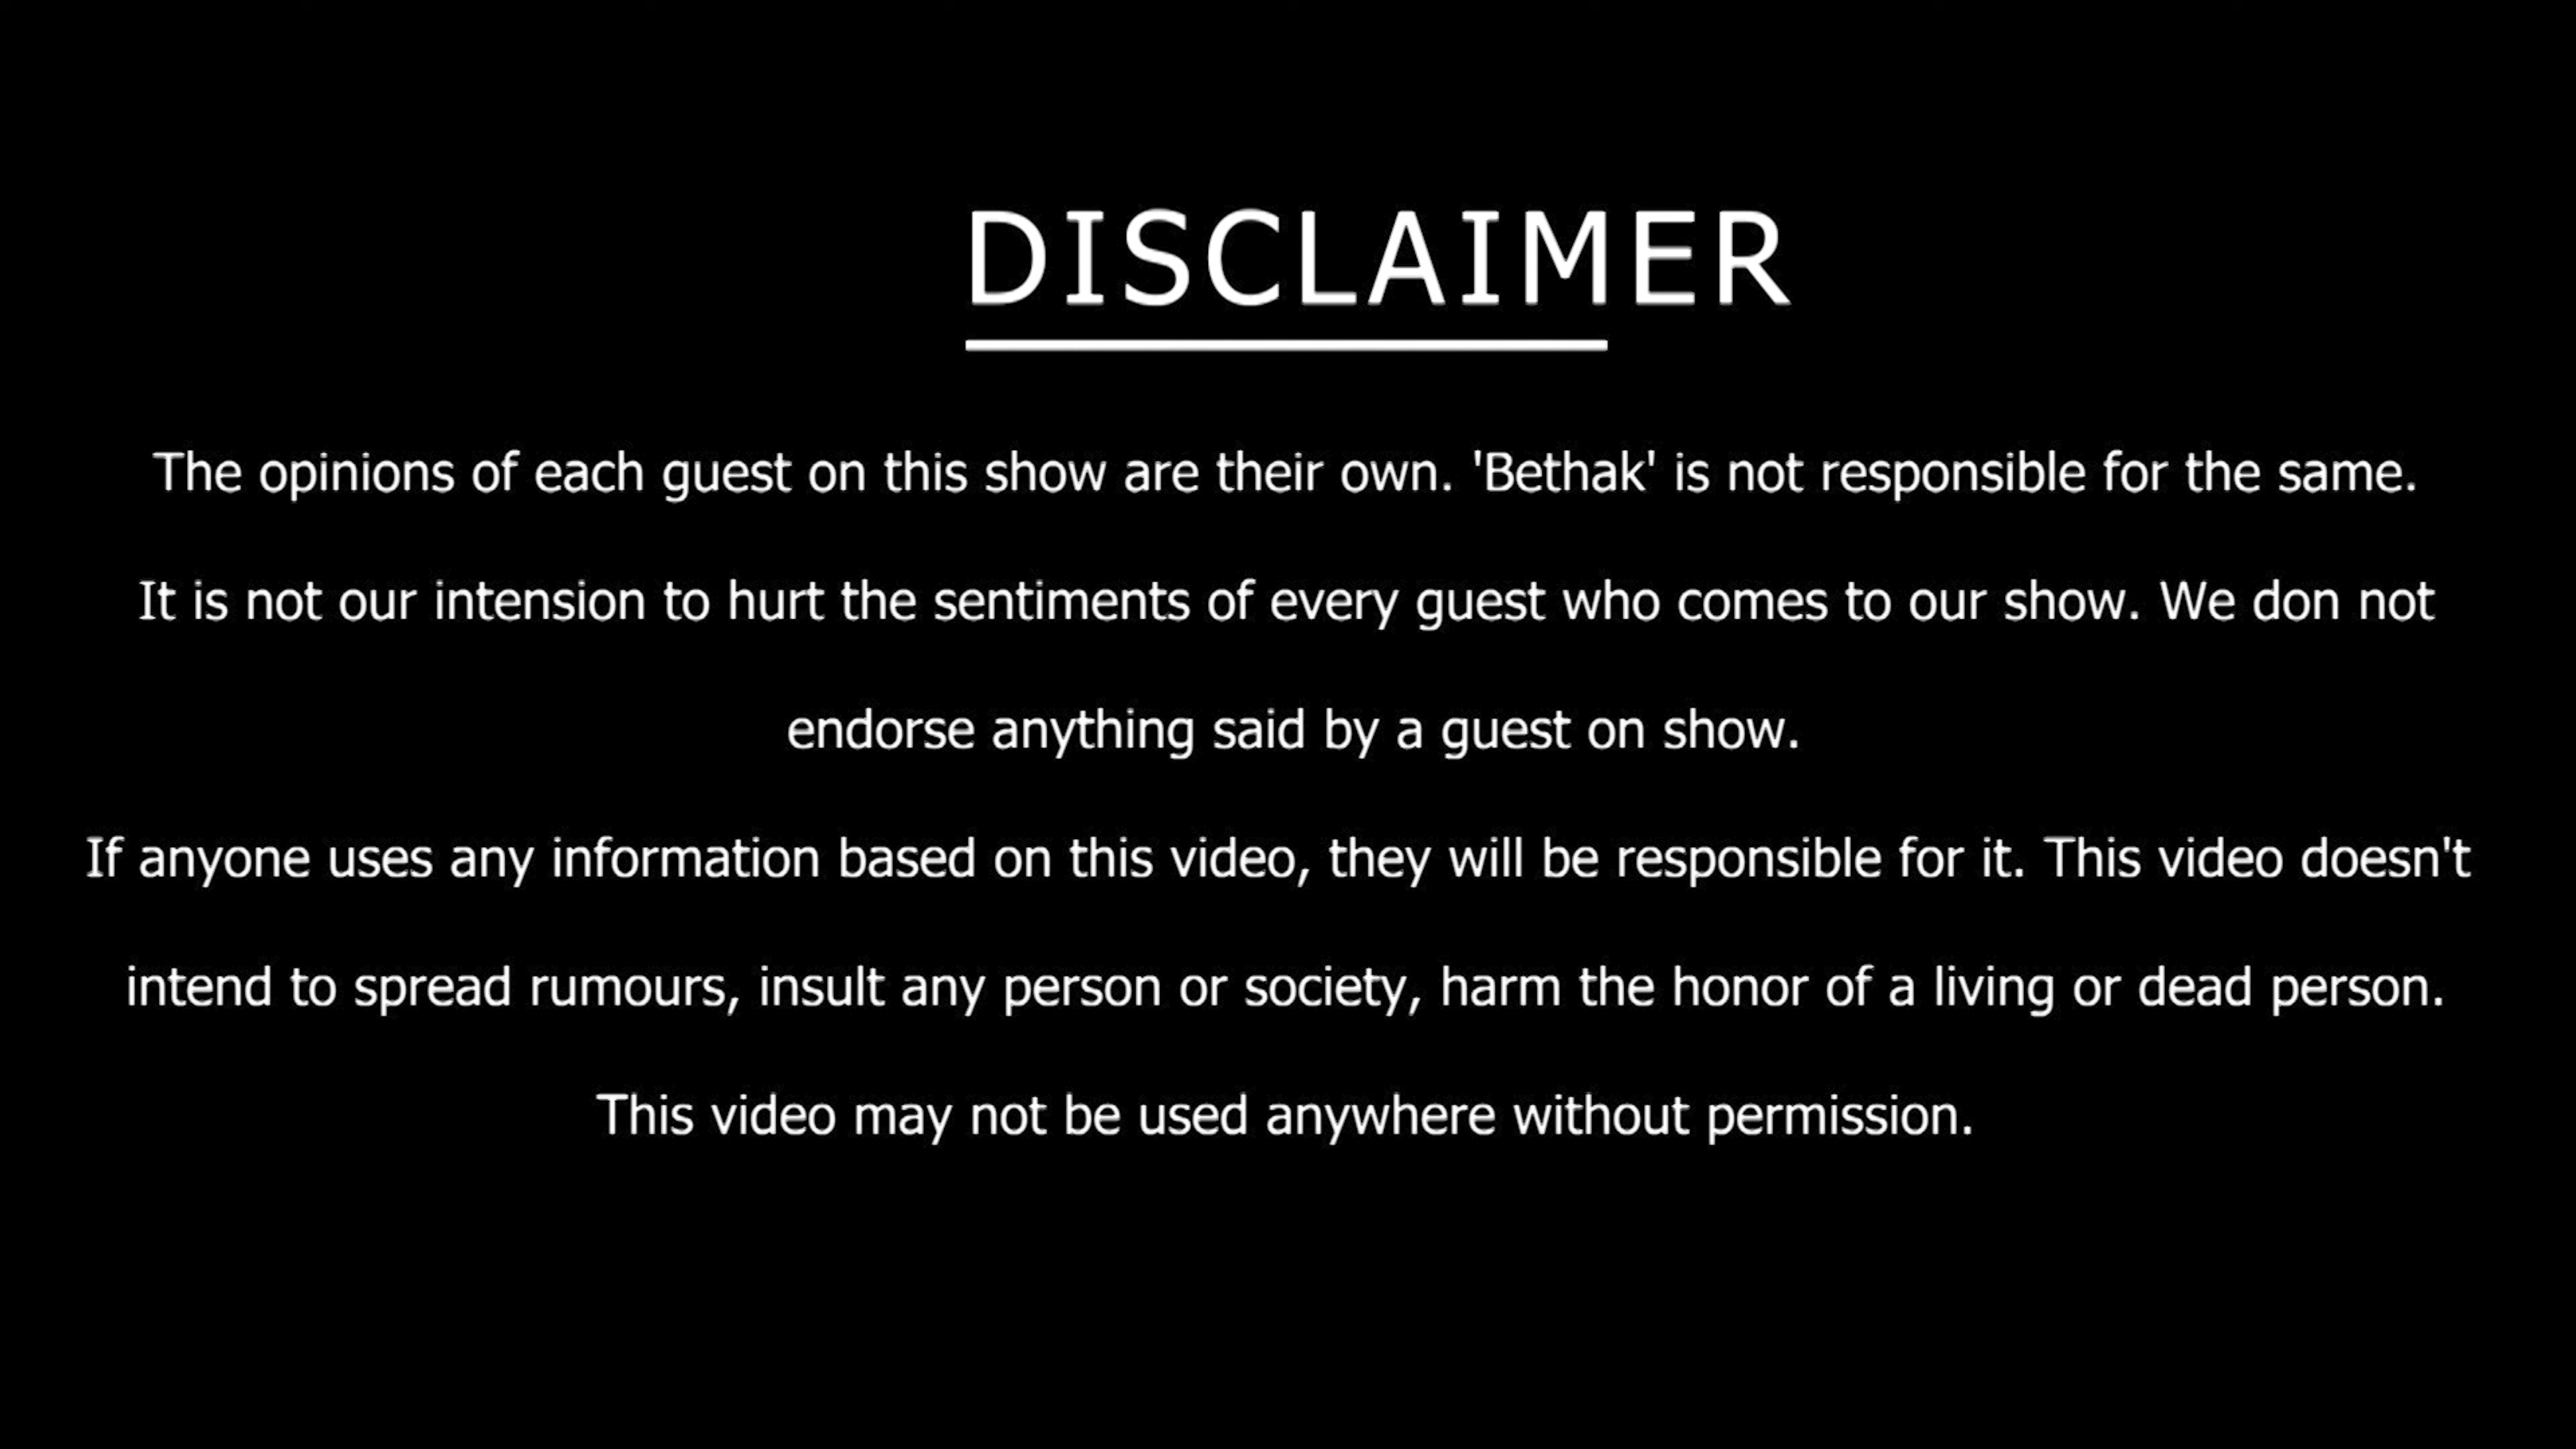 DISCLAIMER
The opinions of each guest on this show are their own. 'Bethak' is not responsible for the same.
It is not our intension to hurt the sentiments of every guest who comes to our show. We don not
endorse anything said by a guest on show.
If anyone uses any information based on this video, they will be responsible for it. This video doesn't
intend to spread rumours, insult any person or society, harm the honor of a living or dead person.
This video may not be used anywhere without permission.